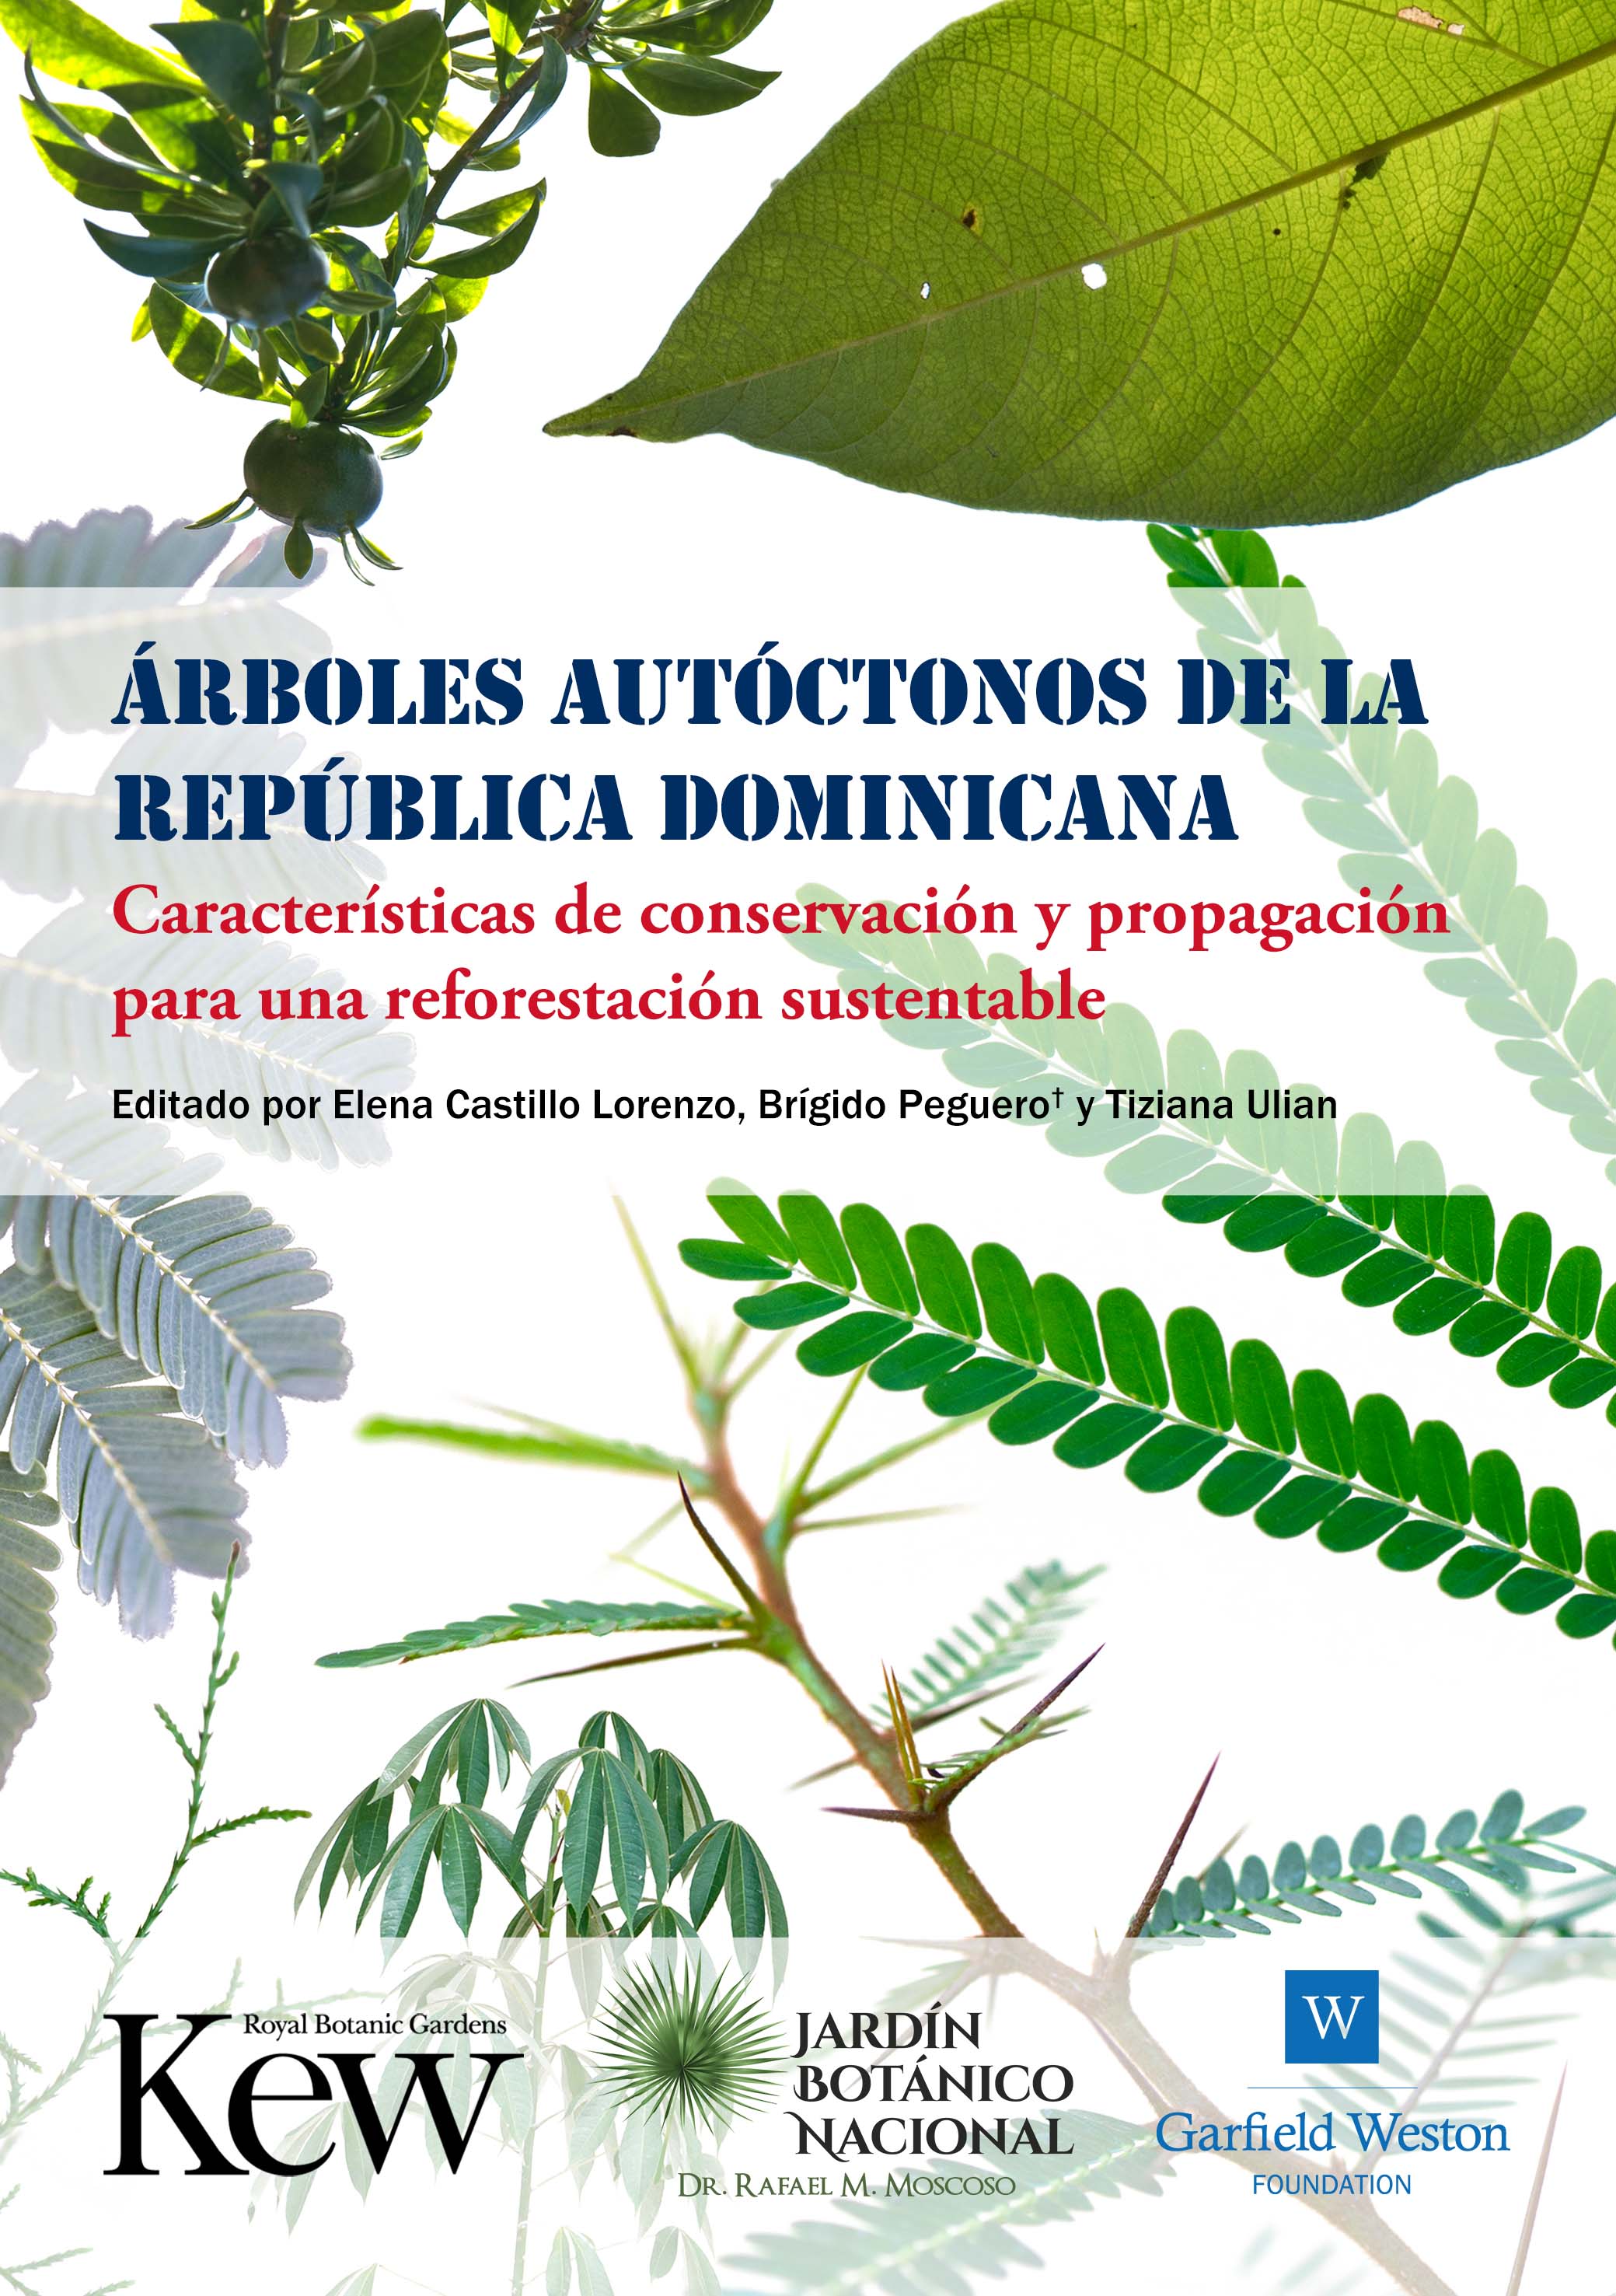 ÁRBOLES AUTÓCTONOS DE LA
REPÚBLICA DOMINICANA
Características de conservación y propagación
para una reforestación sustentable
Editado por Elena Castillo Lorenzo, Brígido Peguero† y Tiziana Ulian
Royal Botanic Gardens
Kew
JARDÍN
BOTÁNICO
NACIONAL
DR. RAFAEL M. MOSCOSO
W
Garfield Weston
FOUNDATION